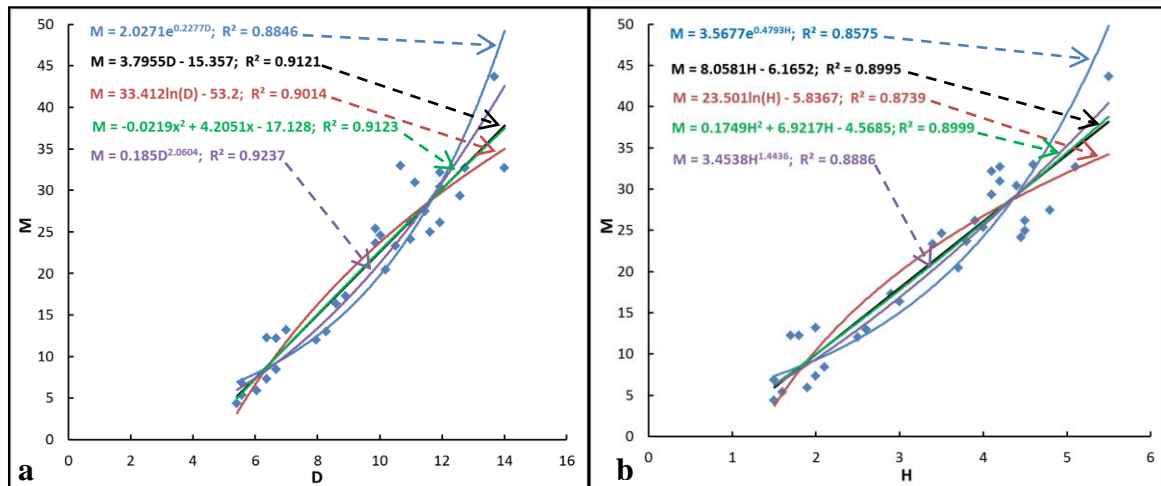 M = 2.0271e^0.2277D; R² = 0.8846
M = 3.7955D - 15.357; R² = 0.9121
M = 33.412ln(D) - 53.2; R² = 0.9014
M = -0.0219x² + 4.2051x - 17.128; R² = 0.9123
M = 0.185D^2.0604; R² = 0.9237
50
45
40
35
30
25
20
15
10
5
0
M
0 2 4 6 8 10 12 14 16
D
a
M = 3.5677e^0.4793H; R² = 0.8575
M = 8.0581H - 6.1652; R² = 0.8995
M = 23.501ln(H) - 5.8367; R² = 0.8739
M = 0.1749H² + 6.9217H - 4.5685; R² = 0.8999
M = 3.4538H^1.4436; R² = 0.8886
50
45
40
35
30
25
20
15
10
5
0
M
0 1 2 3 4 5 6
H
b